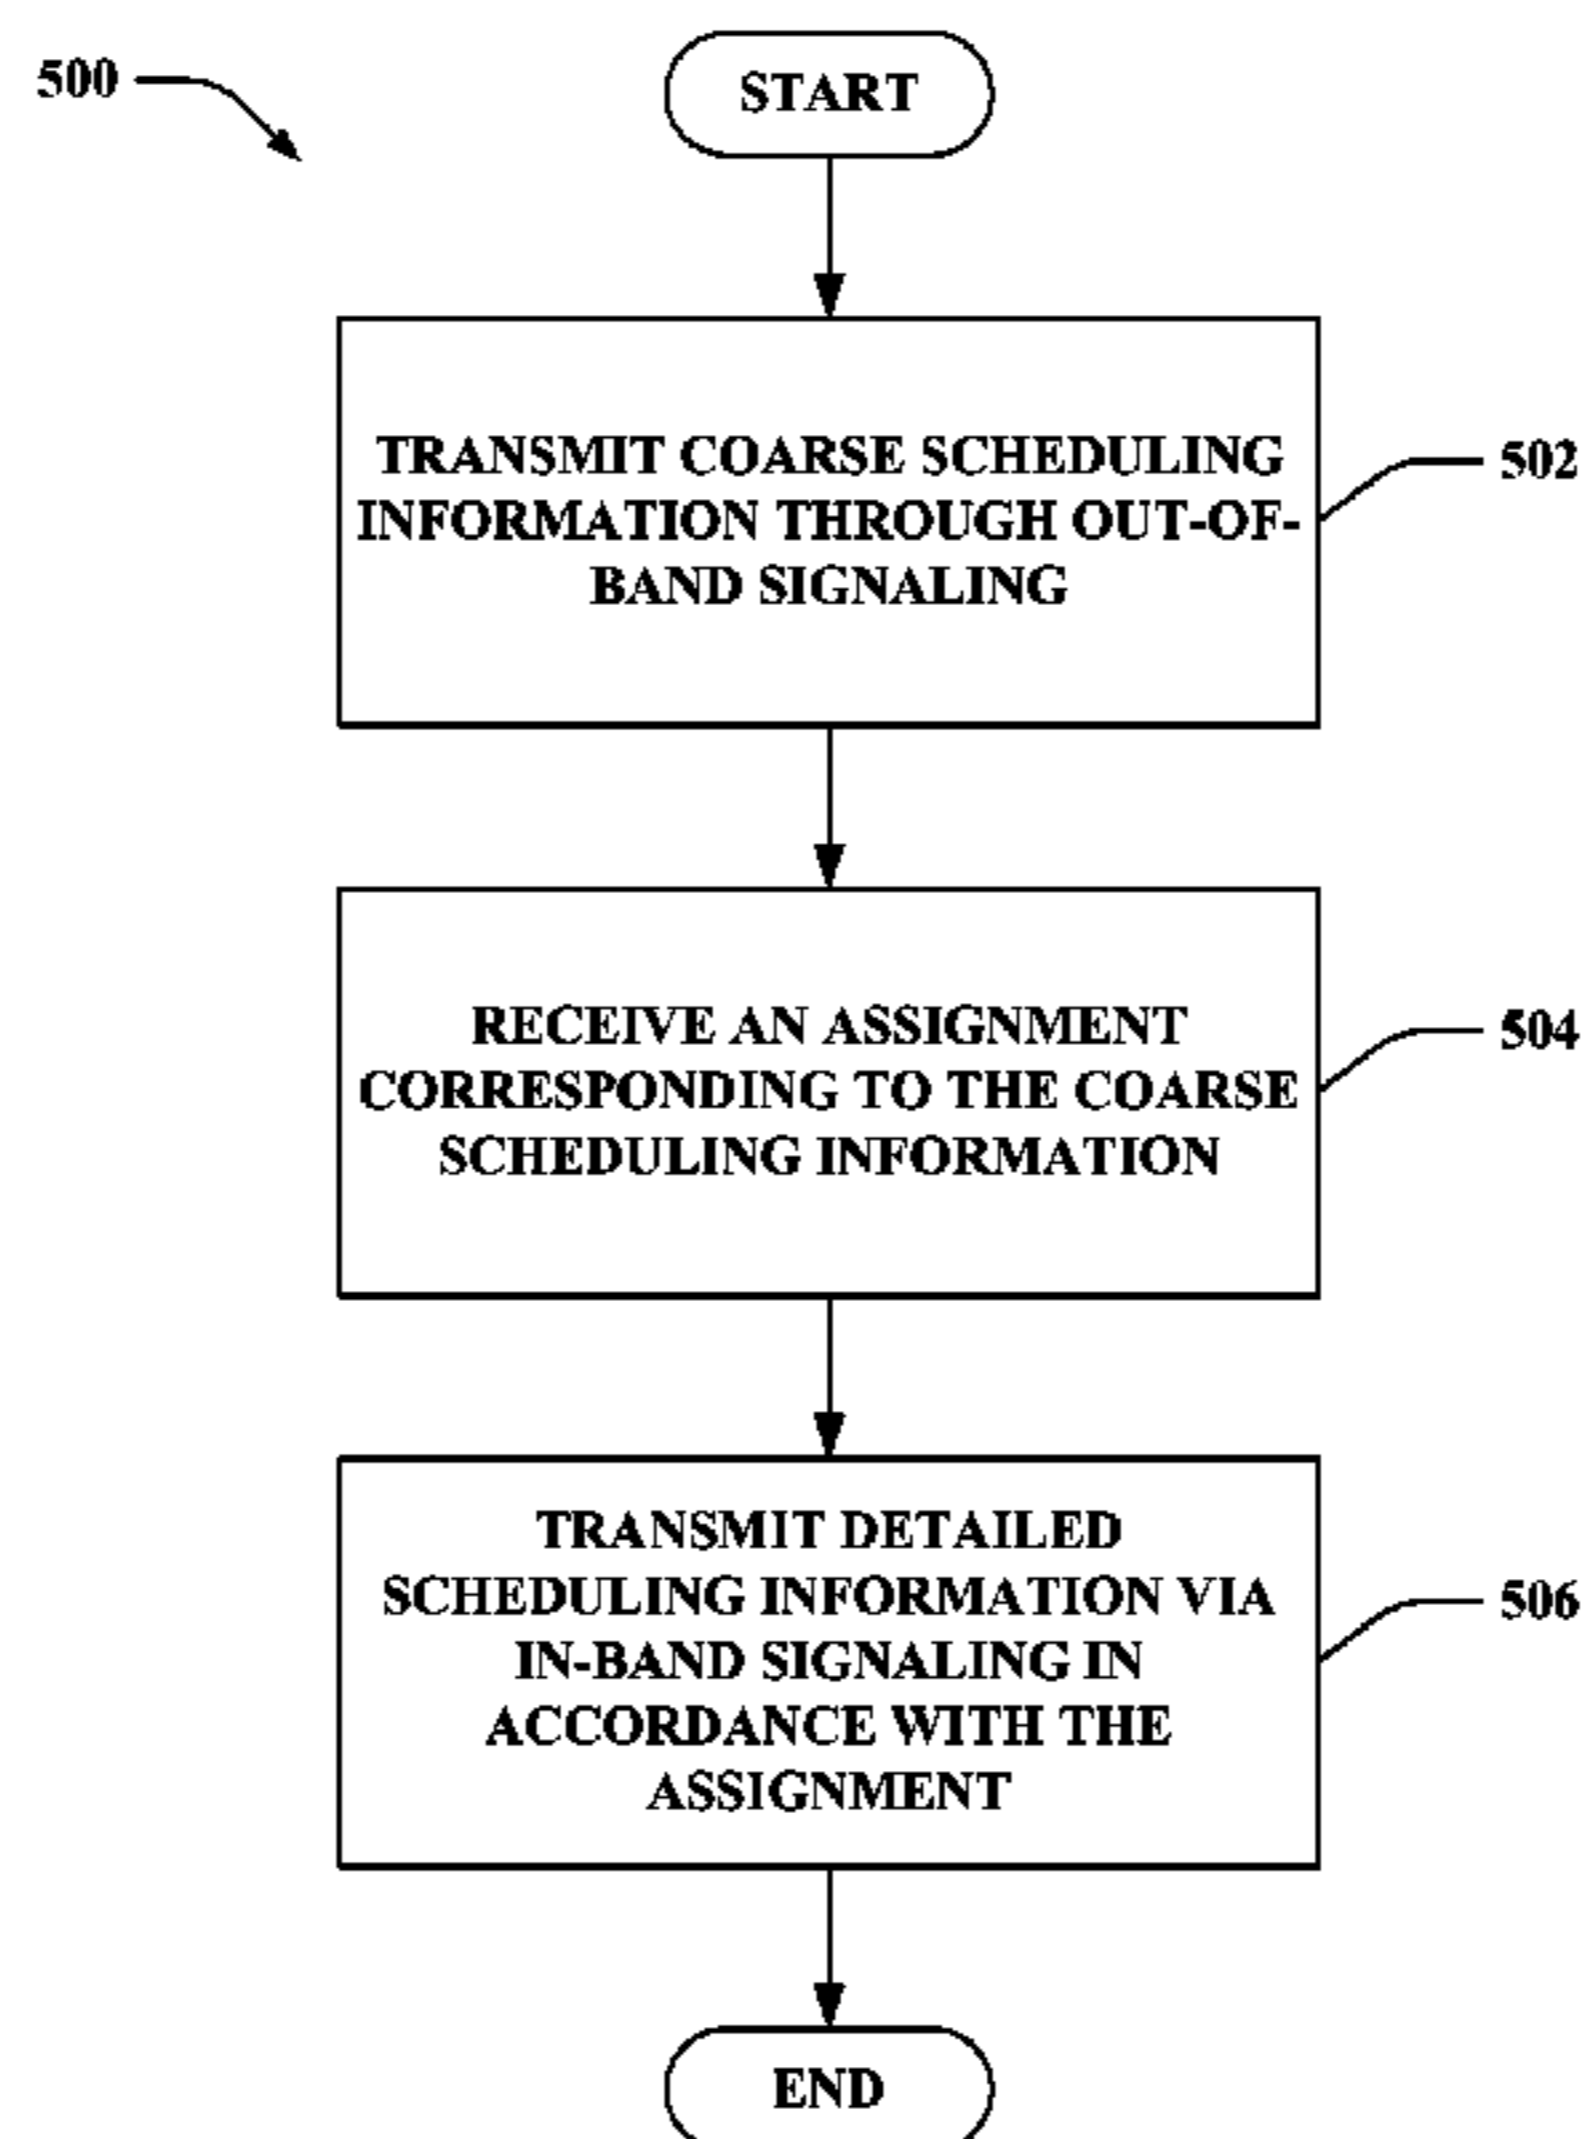 500
START
TRANSMIT COARSE SCHEDULING
INFORMATION THROUGH OUT-OF-
BAND SIGNALING
502
RECEIVE AN ASSIGNMENT
CORRESPONDING TO THE COARSE
SCHEDULING INFORMATION
504
TRANSMIT DETAILED
SCHEDULING INFORMATION VIA
IN-BAND SIGNALING IN
ACCORDANCE WITH THE
ASSIGNMENT
506
END